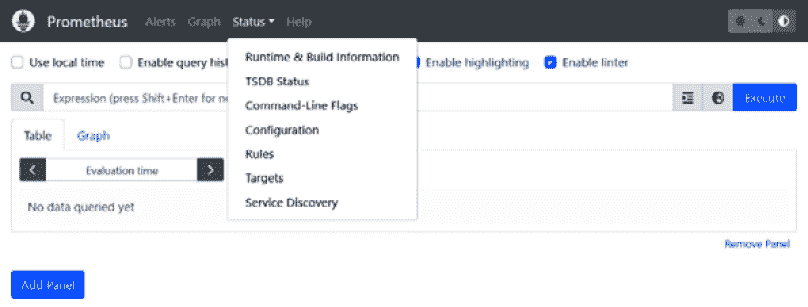 Prometheus Alerts Graph Status Help
Use local time Enable query Enable highlighting Enable linter
Expression (press Shift+Enter for Execute
Table Graph
Evaluation time
No data queried yet
Runtime & Build Information
TSDB Status
Command-Line Flags
Configuration
Rules
Targets
Service Discovery
Remove Panel
Add Panel